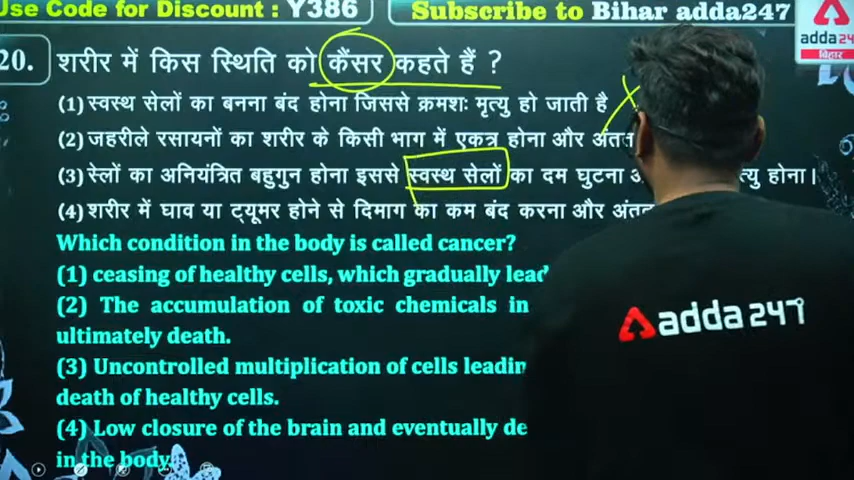 Use Code for Discount : Y386
Subscribe to Bihar adda247
adda24
बिहार
20. शरीर में किस स्थिति को कैंसर कहते हैं ?
(1) स्वस्थ सेलों का बनना बंद होना जिससे क्रमशः मृत्यु हो जाती है
(2) जहरीले रसायनों का शरीर के किसी भाग में एकत्र होना और
(3) स्लों का अनियंत्रित बहुगुन होना इससे स्वस्थ सेलों का दम घुटना होना।
(4) शरीर में घाव या ट्यूमर होने से दिमाग का कम बंद करना और
Which condition in the body is called cancer?
(1) ceasing of healthy cells, which gradually lead
(2) The accumulation of toxic chemicals in
ultimately death.
(3) Uncontrolled multiplication of cells leadin
death of healthy cells.
(4) Low closure of the brain and eventually de
in the body.
adda247